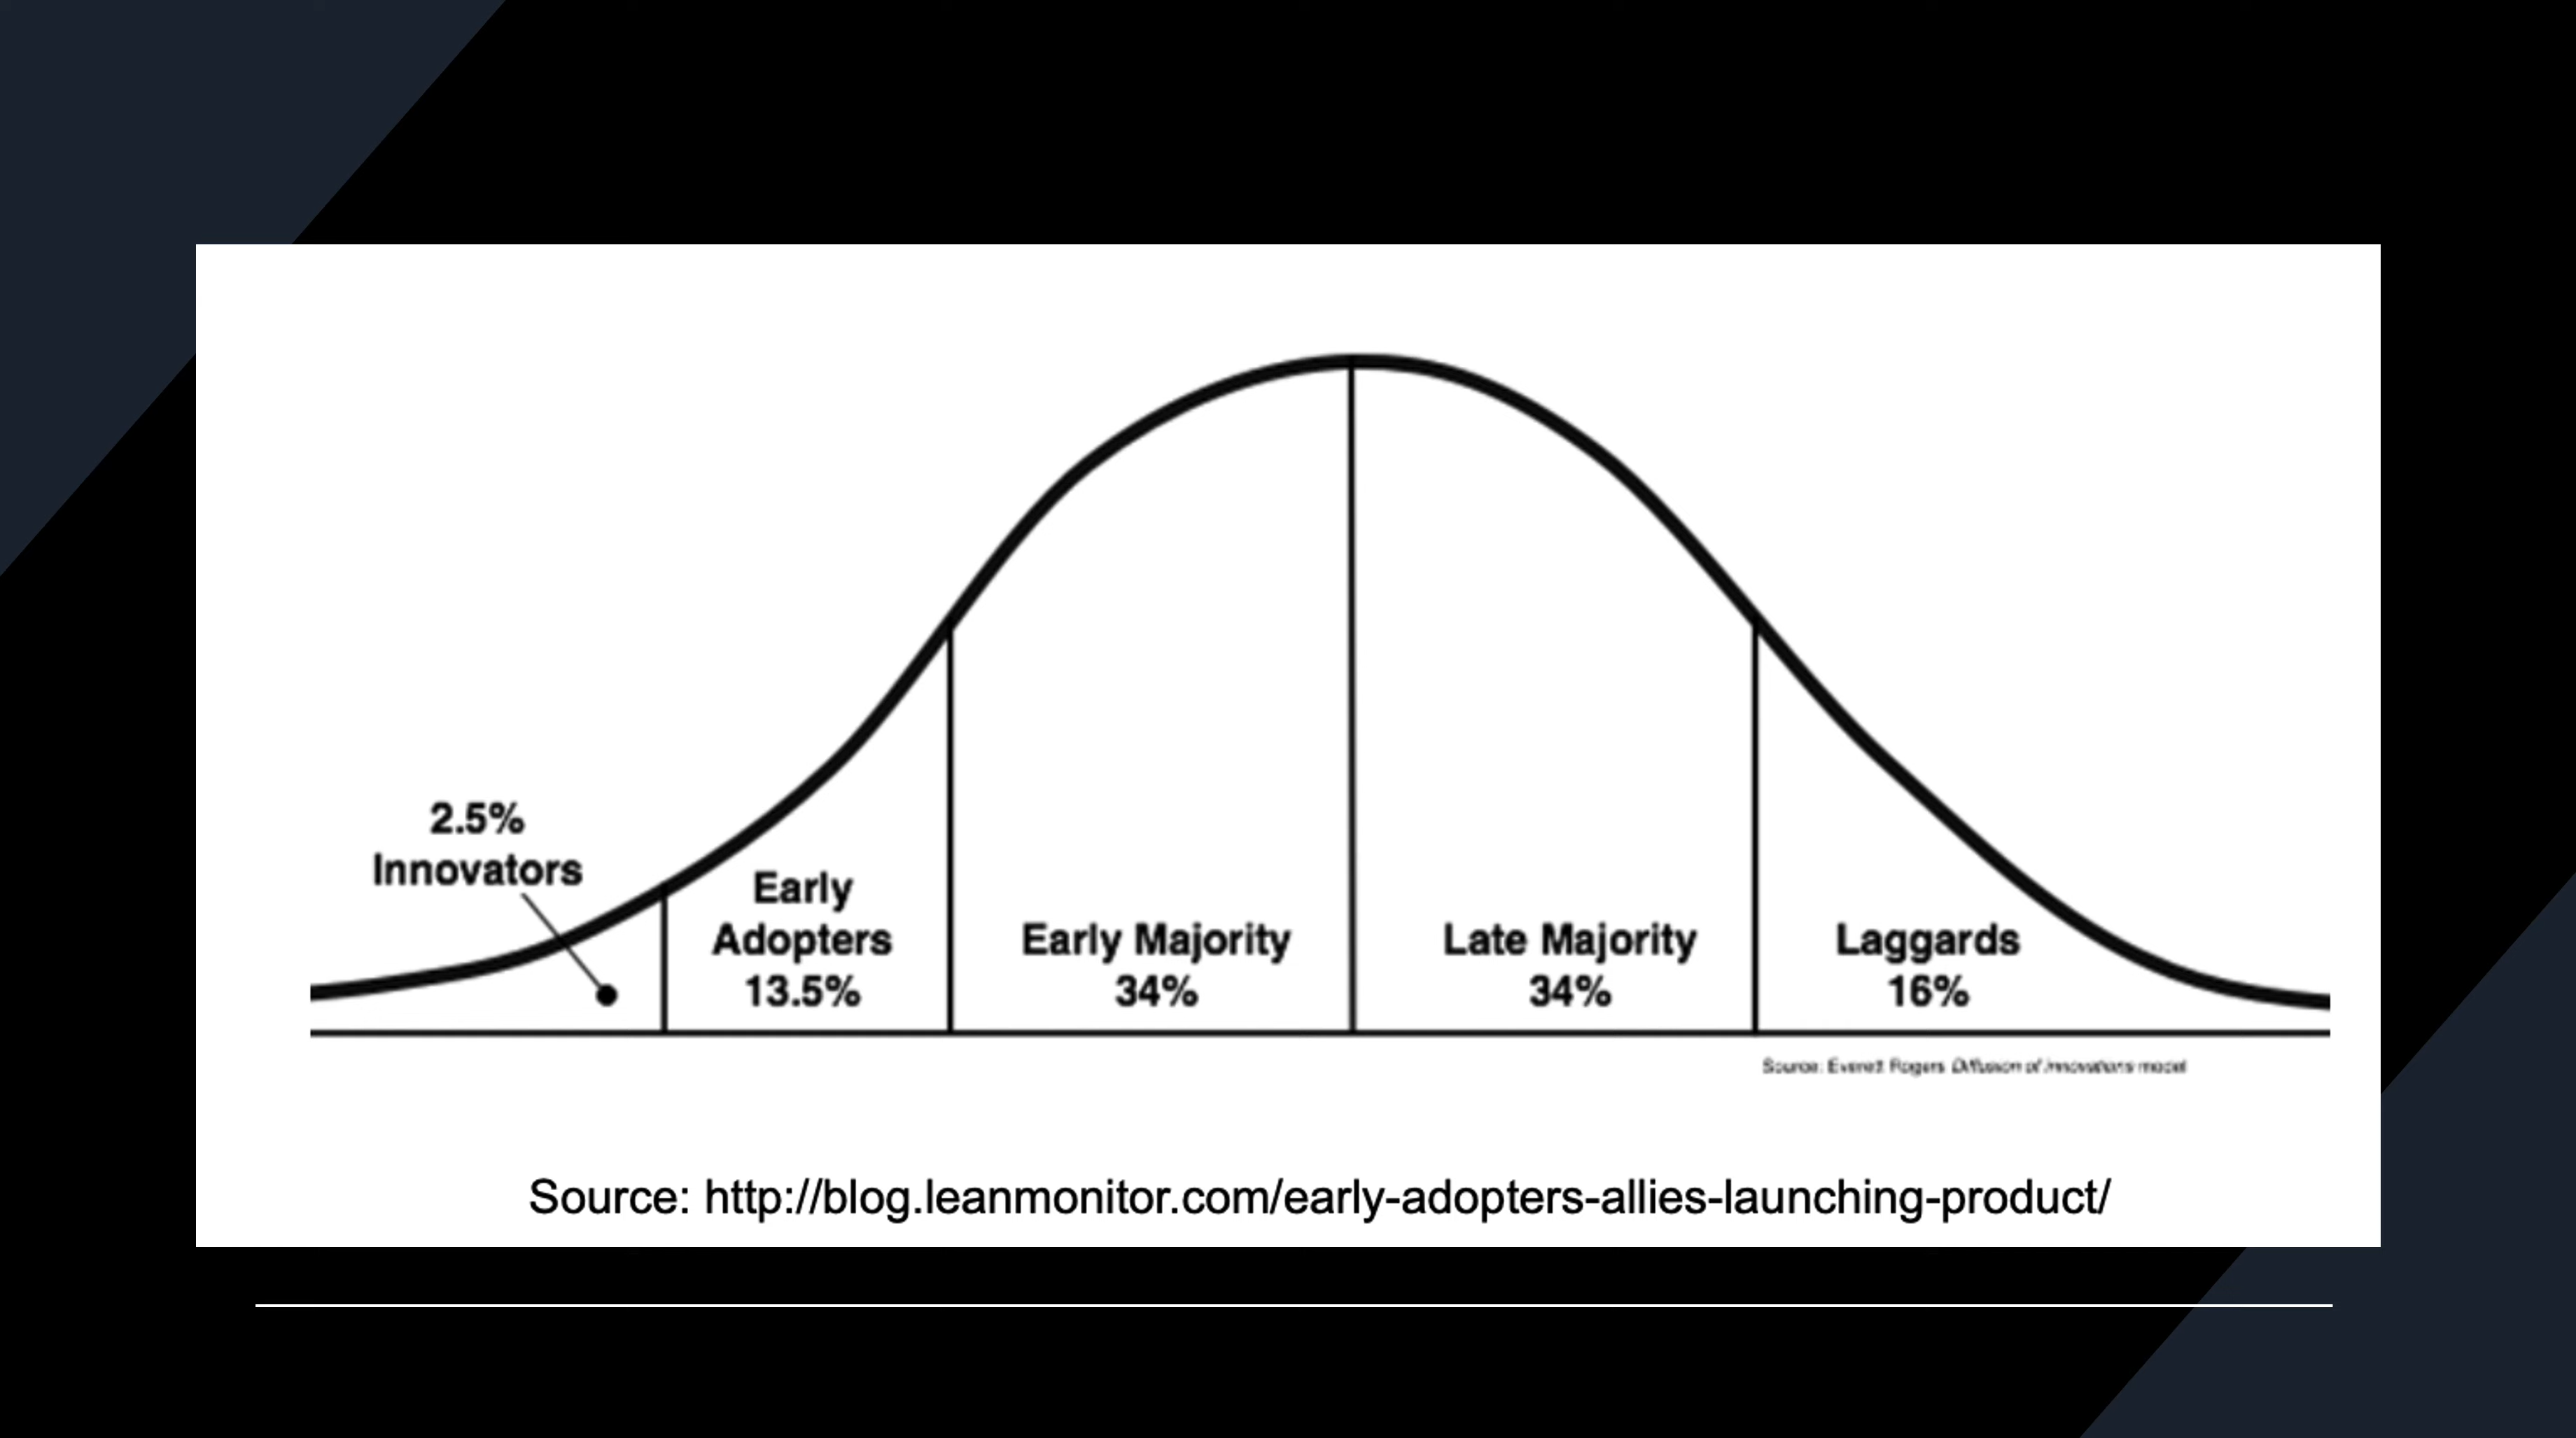 2.5%
Innovators
Early
Adopters
13.5%
Early Majority
34%
Late Majority
34%
Laggards
16%
Source: Everett Rogers Diffusion of innovations model
Source: http://blog.leanmonitor.com/early-adopters-allies-launching-product/